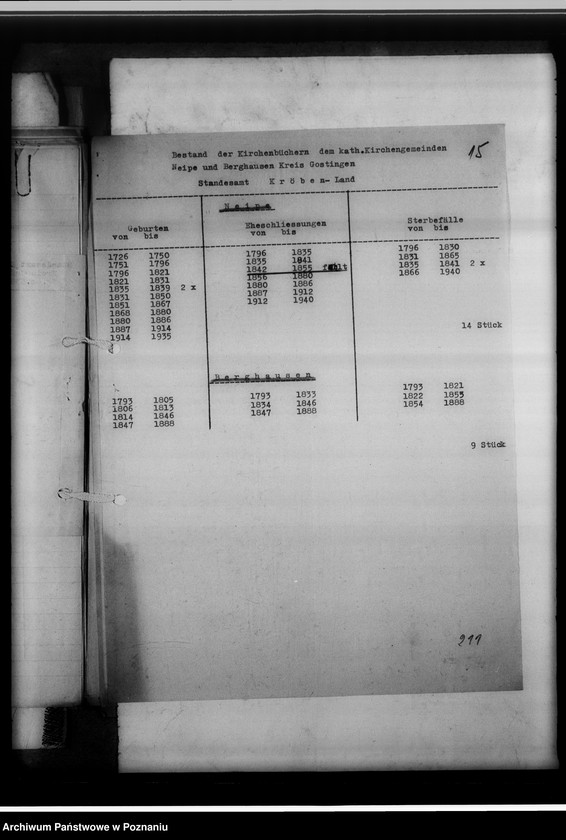 15
Bestand der Kirchenbüchern dem kath.Kirchengemeinden
Neipe und Berghausen Kreis Gostingen
Standesamt K r ö b e n- Land
N e i p e
Geburten Eheschliessungen Sterbefälle
von bis von bis von bis
1726 1750 1796 1835 1796 1830
1751 1796 1835 1841 1831 1865
1796 1821 1842 1855 fehlt 1835 1841 2 x
1821 1831 1856 1880 1866 1940
1835 1839 2 x 1880 1886
1831 1850 1887 1912
1851 1867 1912 1940
1868 1880
1880 1886
1887 1914
1914 1935
14 Stück
B e r g h a u s e n
1793 1805 1793 1833 1793 1821
1806 1813 1834 1846 1822 1853
1814 1846 1847 1888 1854 1888
1847 1888
9 Stück
211
Archiwum Państwowe w Poznaniu